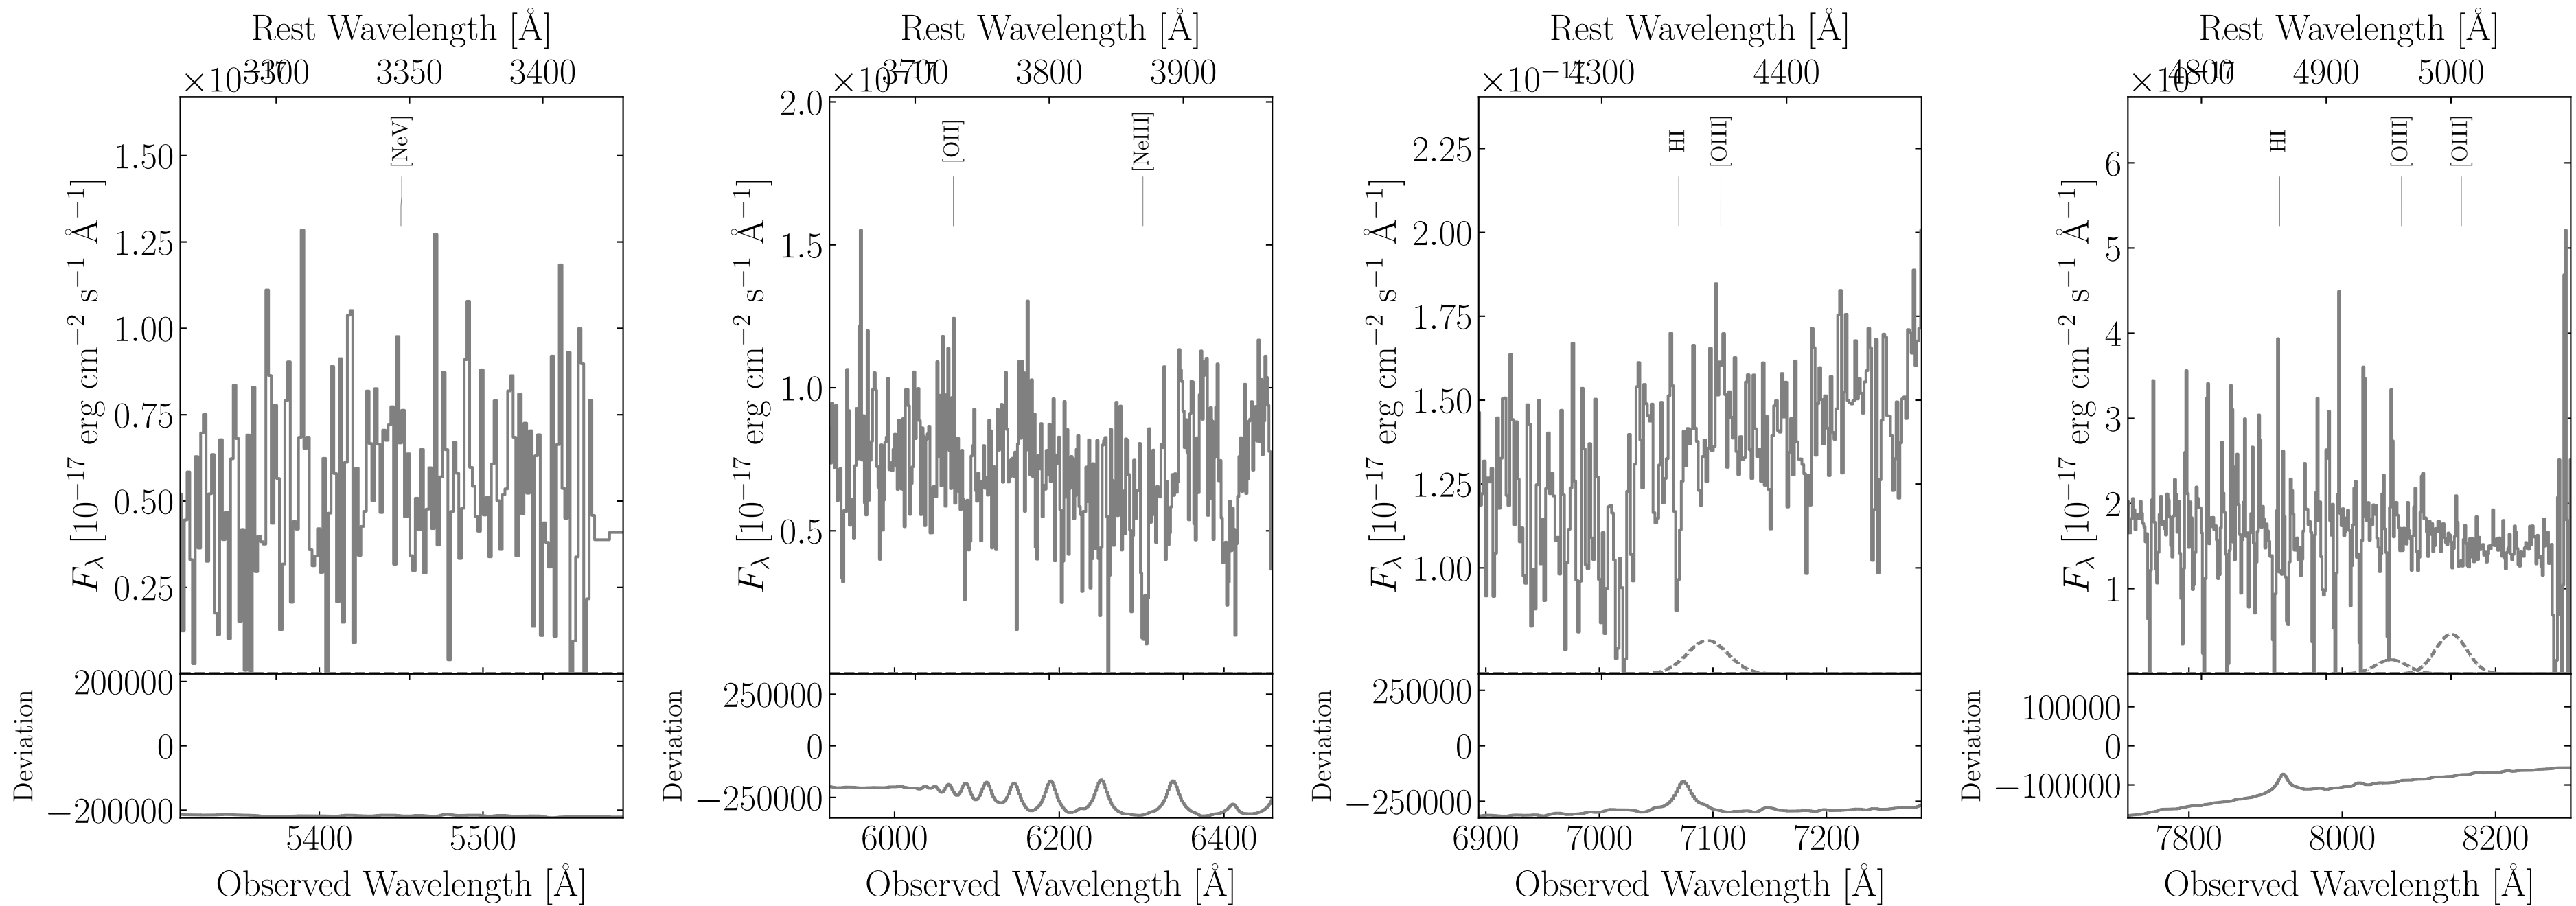 Rest Wavelength [Å] Rest Wavelength [Å] Rest Wavelength [Å] Rest Wavelength [Å]
3300 3350 3400 3700 3800 3900 4300 4400 4800 4900 5000
[NeV] [OII] [NeIII] HI [OIII] HI [OIII] [OIII]
1.50 1.25 1.00 0.75 0.50 0.25
2.0 1.5 1.0 0.5
2.25 2.00 1.75 1.50 1.25 1.00
6 5 4 3 2 1
F_λ [10^−17 erg cm^−2 s^−1 Å^−1] F_λ [10^−17 erg cm^−2 s^−1 Å^−1] F_λ [10^−17 erg cm^−2 s^−1 Å^−1] F_λ [10^−17 erg cm^−2 s^−1 Å^−1]
200000 0 −200000
250000 0 −250000
250000 0 −250000
100000 0 −100000
Deviation Deviation Deviation Deviation
5400 5500 6000 6200 6400 6900 7000 7100 7200 7800 8000 8200
Observed Wavelength [Å] Observed Wavelength [Å] Observed Wavelength [Å] Observed Wavelength [Å]